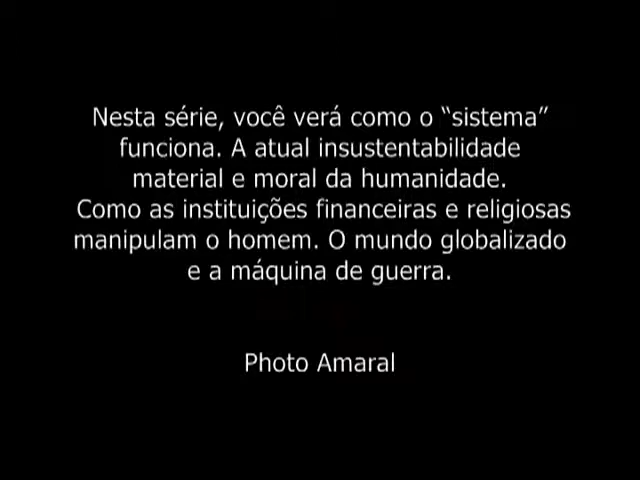 Nesta série, você verá como o “sistema”
funciona. A atual insustentabilidade
material e moral da humanidade.
Como as instituições financeiras e religiosas
manipulam o homem. O mundo globalizado
e a máquina de guerra.
Photo Amaral